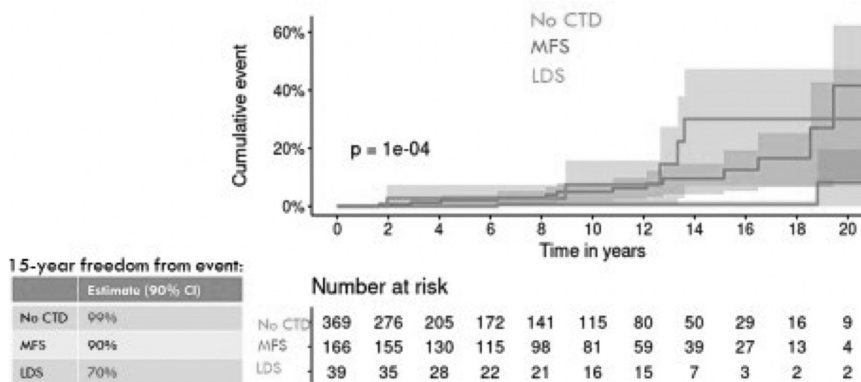 60%
40%
20%
0%
Cumulative event
No CTD
MFS
LDS
p = 1e-04
0 2 4 6 8 10 12 14 16 18 20
Time in years
15-year freedom from event:
Estimate (90% CI)
No CTD 99%
MFS 90%
LDS 70%
Number at risk
No CTD 369 276 205 172 141 115 80 50 29 16 9
MFS 166 155 130 115 98 81 59 39 27 13 4
LDS 39 35 28 22 21 16 15 7 3 2 2